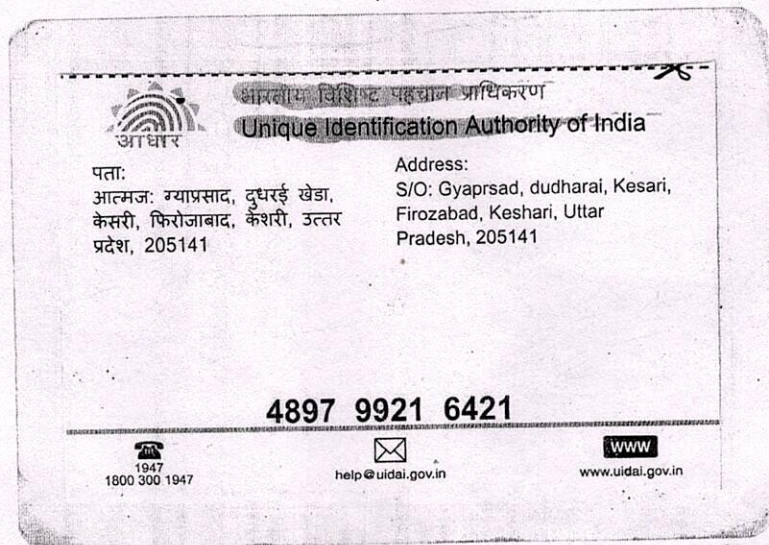 भारतीय विशिष्ट पहचान प्राधिकरण
Unique Identification Authority of India
आधार
पता:
आत्मज: ग्याप्रसाद, दुधरई खेडा,
केसरी, फिरोजाबाद, केशरी, उत्तर
प्रदेश, 205141
Address:
S/O: Gyaprsad, dudharai, Kesari,
Firozabad, Keshari, Uttar
Pradesh, 205141
4897 9921 6421
1947
1800 300 1947
help@uidai.gov.in
www
www.uidai.gov.in